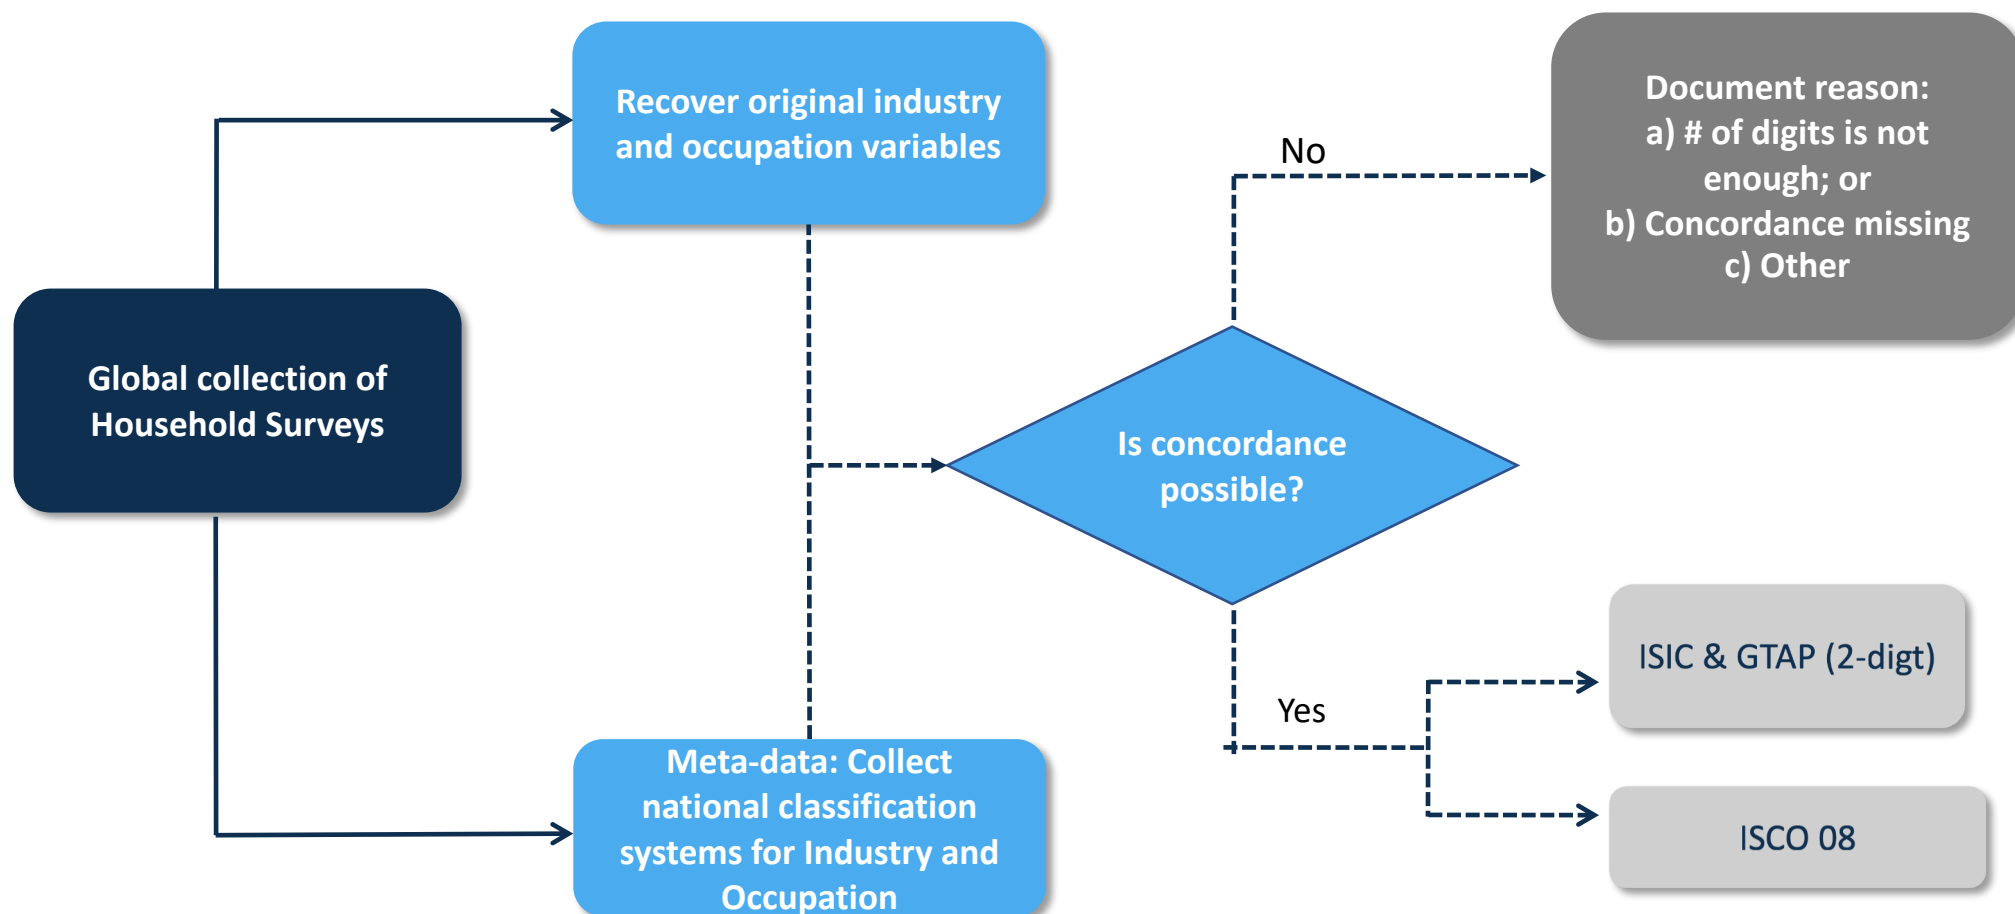 Global collection of
Household Surveys
Recover original industry
and occupation variables
Meta-data: Collect
national classification
systems for Industry and
Occupation
Is concordance
possible?
No
Document reason:
a) # of digits is not
enough; or
b) Concordance missing
c) Other
Yes
ISIC & GTAP (2-digt)
ISCO 08